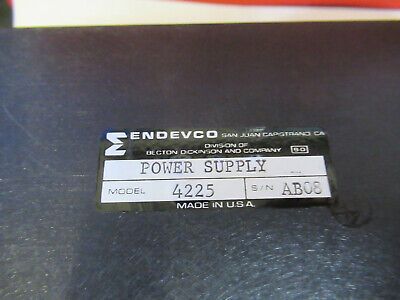 ENDEVCO SAN JUAN CAPISTRANO, CA
DIVISION OF
BECTON DICKINSON AND COMPANY B-D
POWER SUPPLY
MODEL 4225 S/N AB08
MADE IN U.S.A.